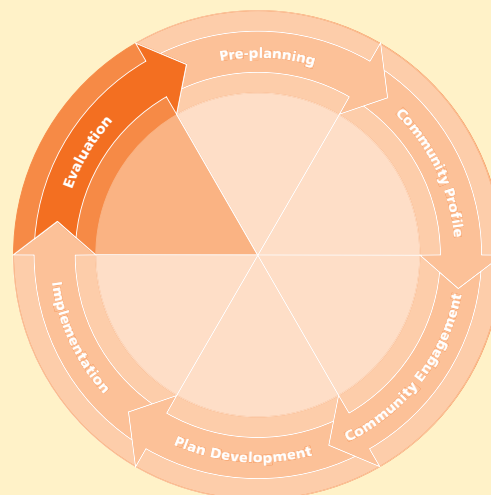 Pre-planning
Community Profile
Community Engagement
Plan Development
Implementation
Evaluation